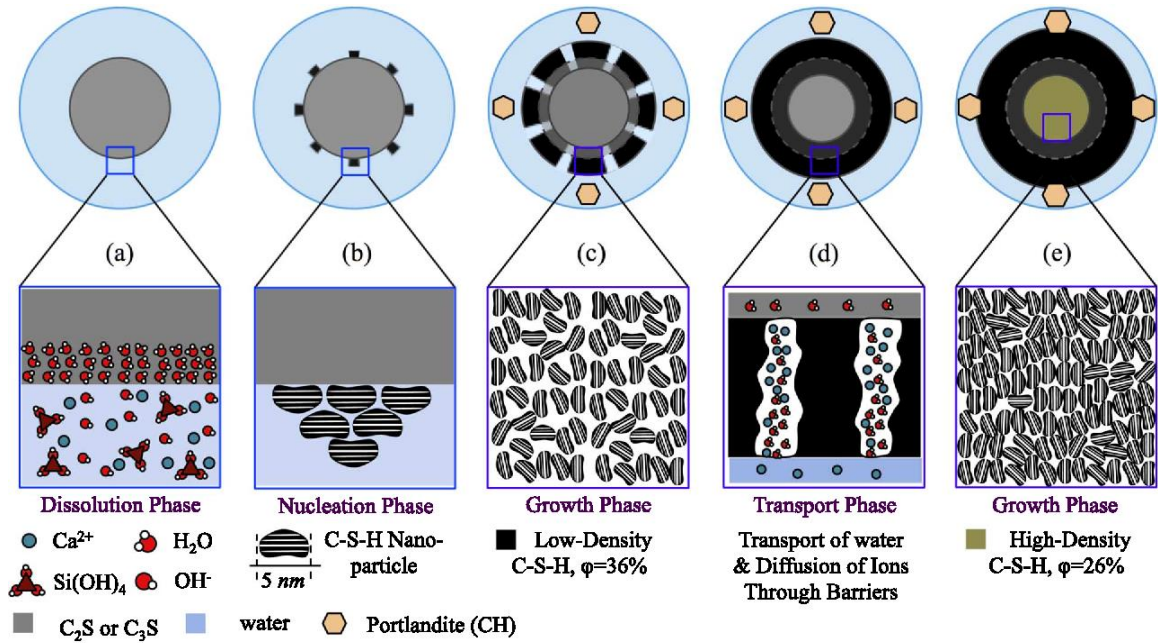 (a)
(b)
(c)
(d)
(e)
Dissolution Phase
Nucleation Phase
Growth Phase
Transport Phase
Growth Phase
Ca²⁺
H₂O
Si(OH)₄
OH⁻
C₂S or C₃S
5 nm
C-S-H Nano-
particle
water
Low-Density
C-S-H, φ=36%
Portlandite (CH)
Transport of water
& Diffusion of Ions
Through Barriers
High-Density
C-S-H, φ=26%